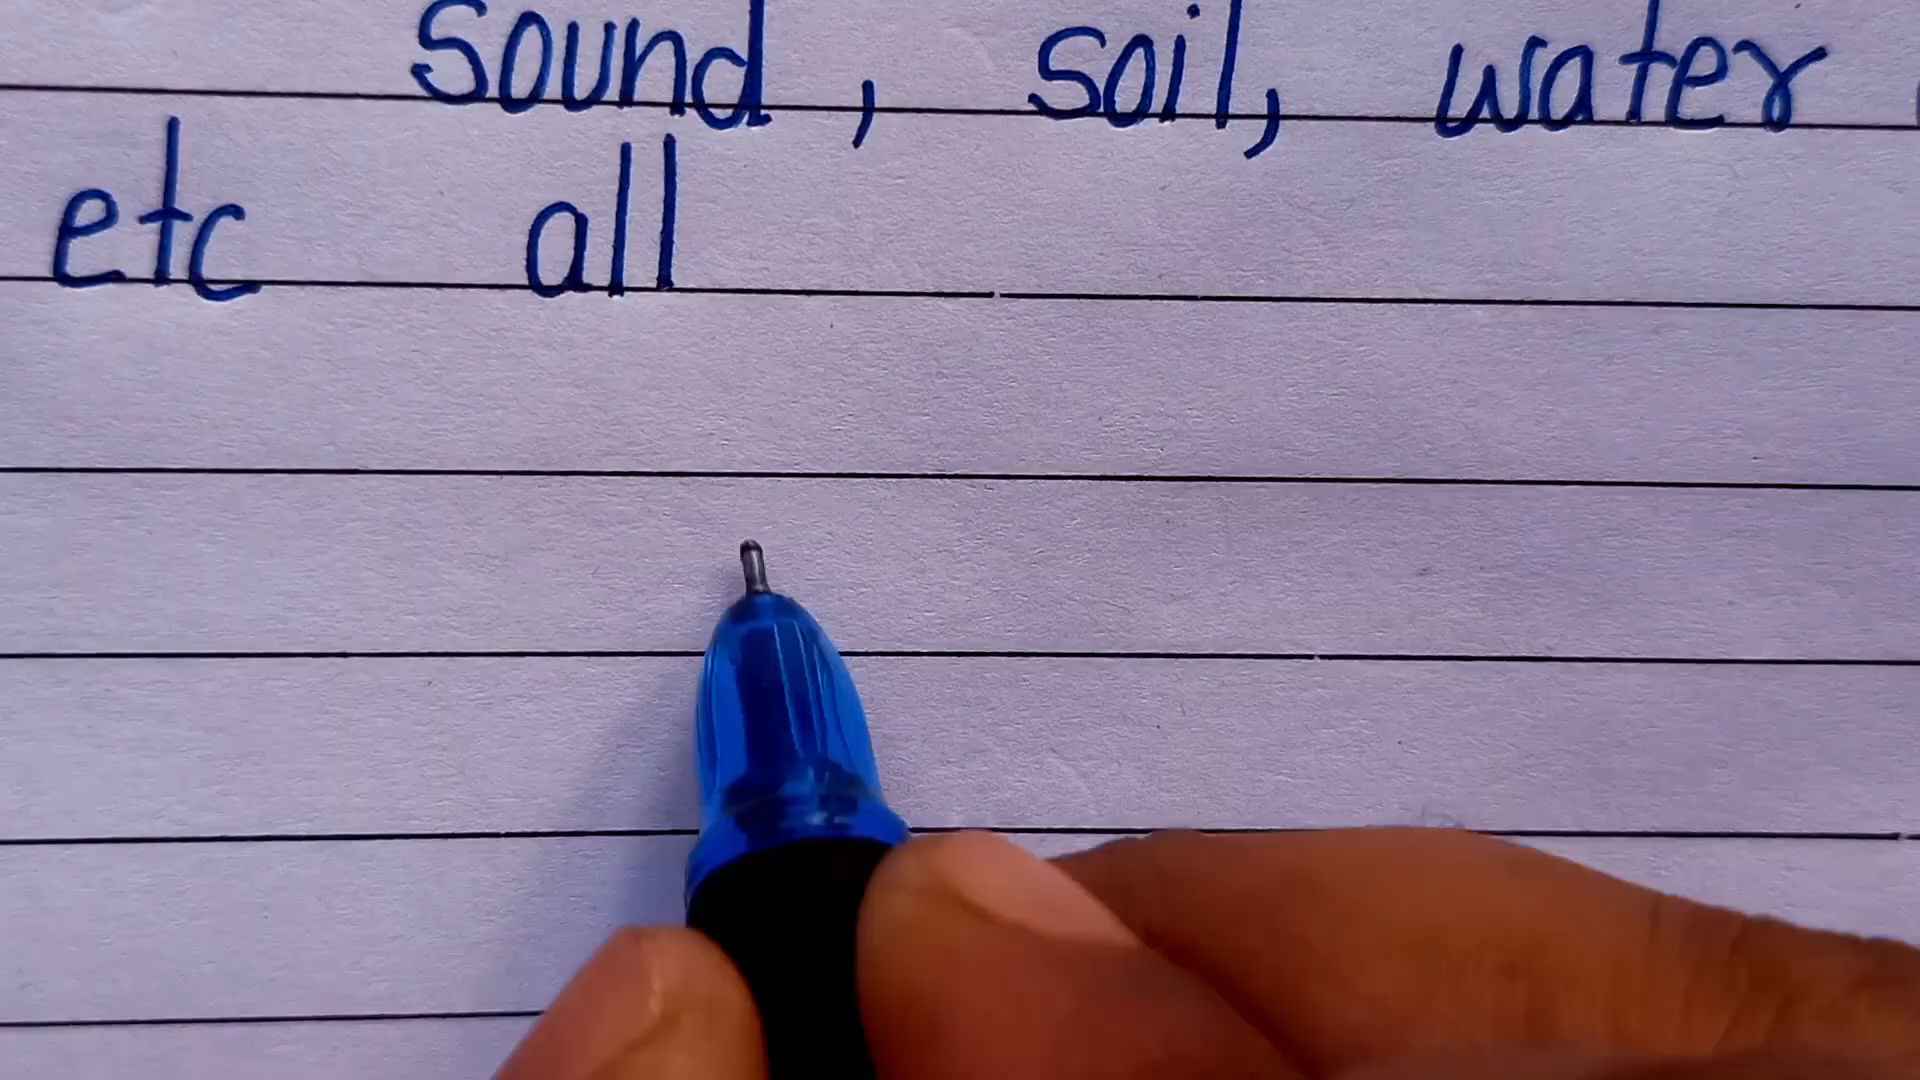 Sound, soil, water
etc all